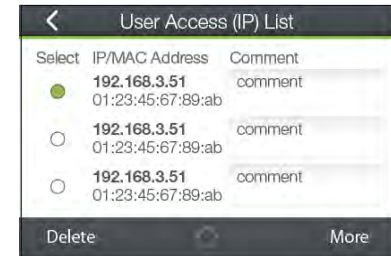 User Access (IP) List
Select IP/MAC Address Comment
192.168.3.51 comment
01:23:45:67:89:ab
192.168.3.51 comment
01:23:45:67:89:ab
192.168.3.51 comment
01:23:45:67:89:ab
Delete More